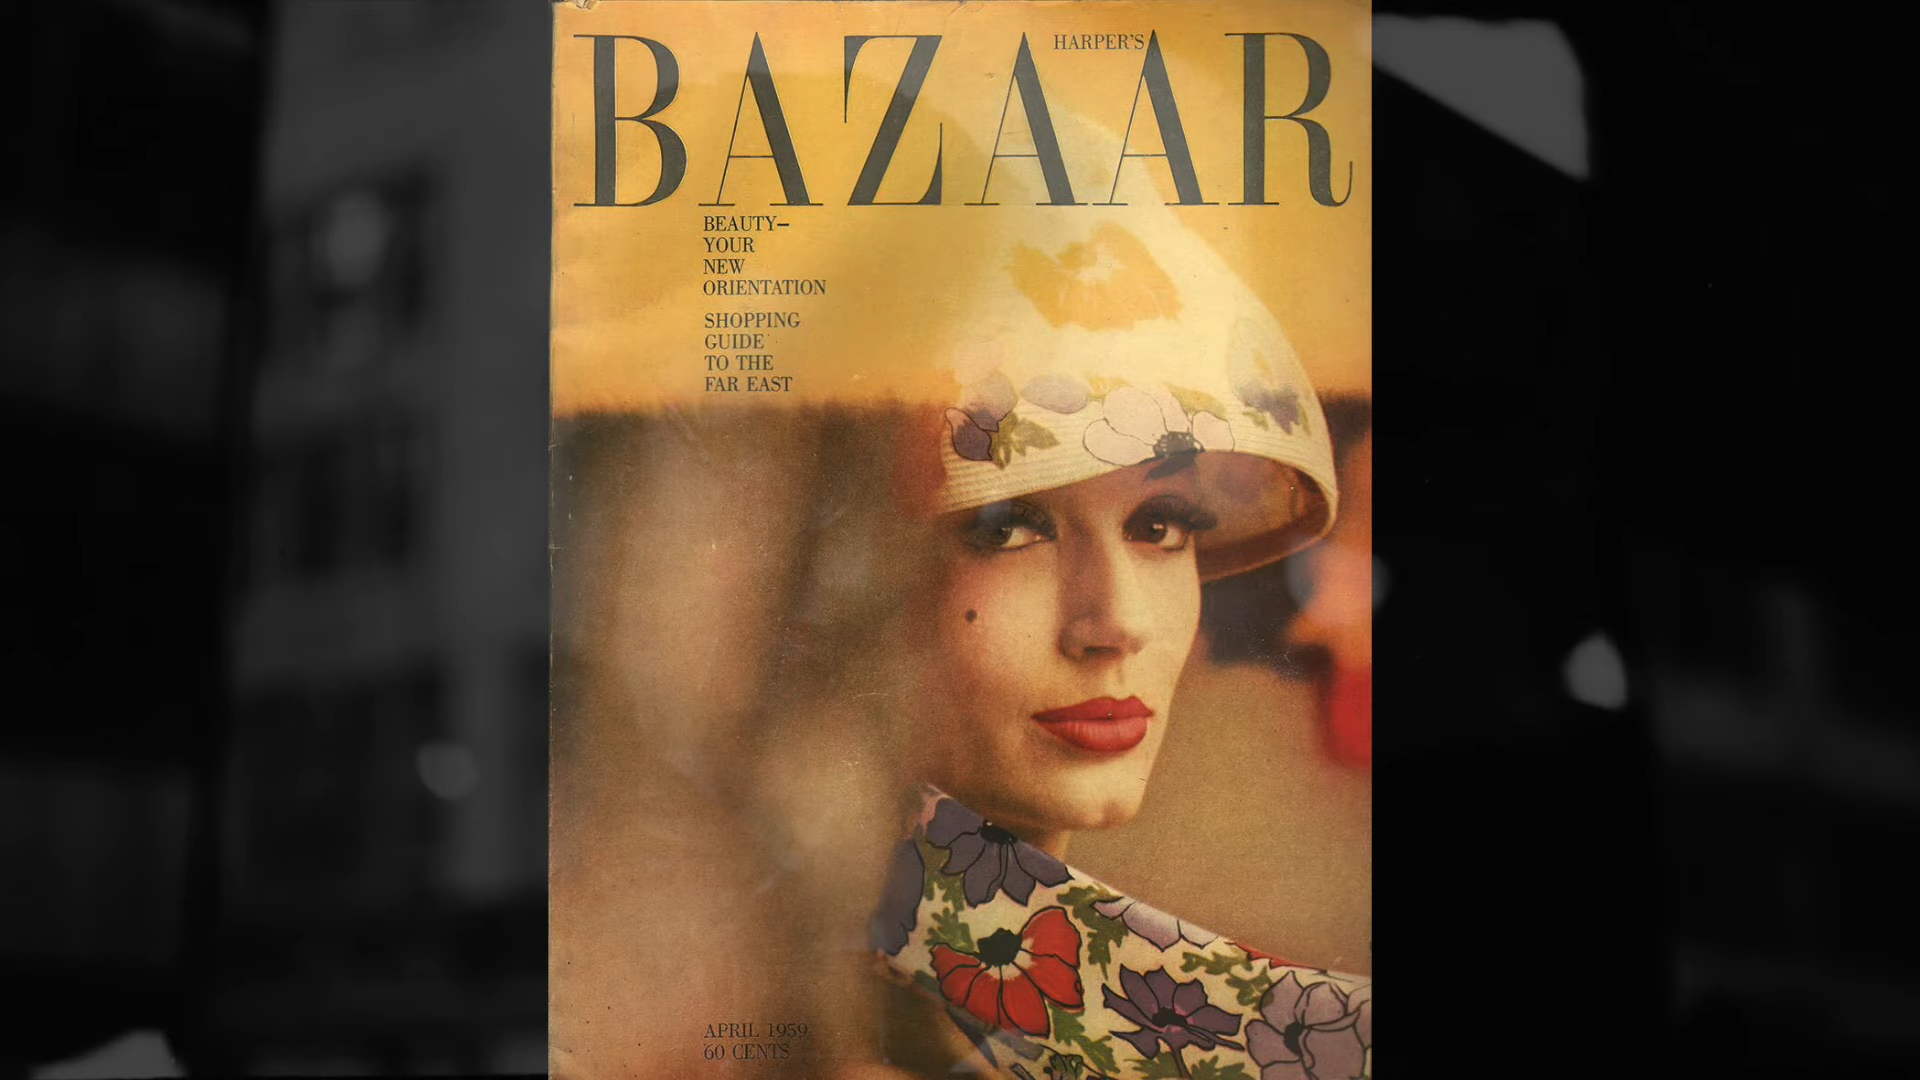 HARPER'S
BAZAAR
BEAUTY–
YOUR
NEW
ORIENTATION
SHOPPING
GUIDE
TO THE
FAR EAST
APRIL 1959
60 CENTS